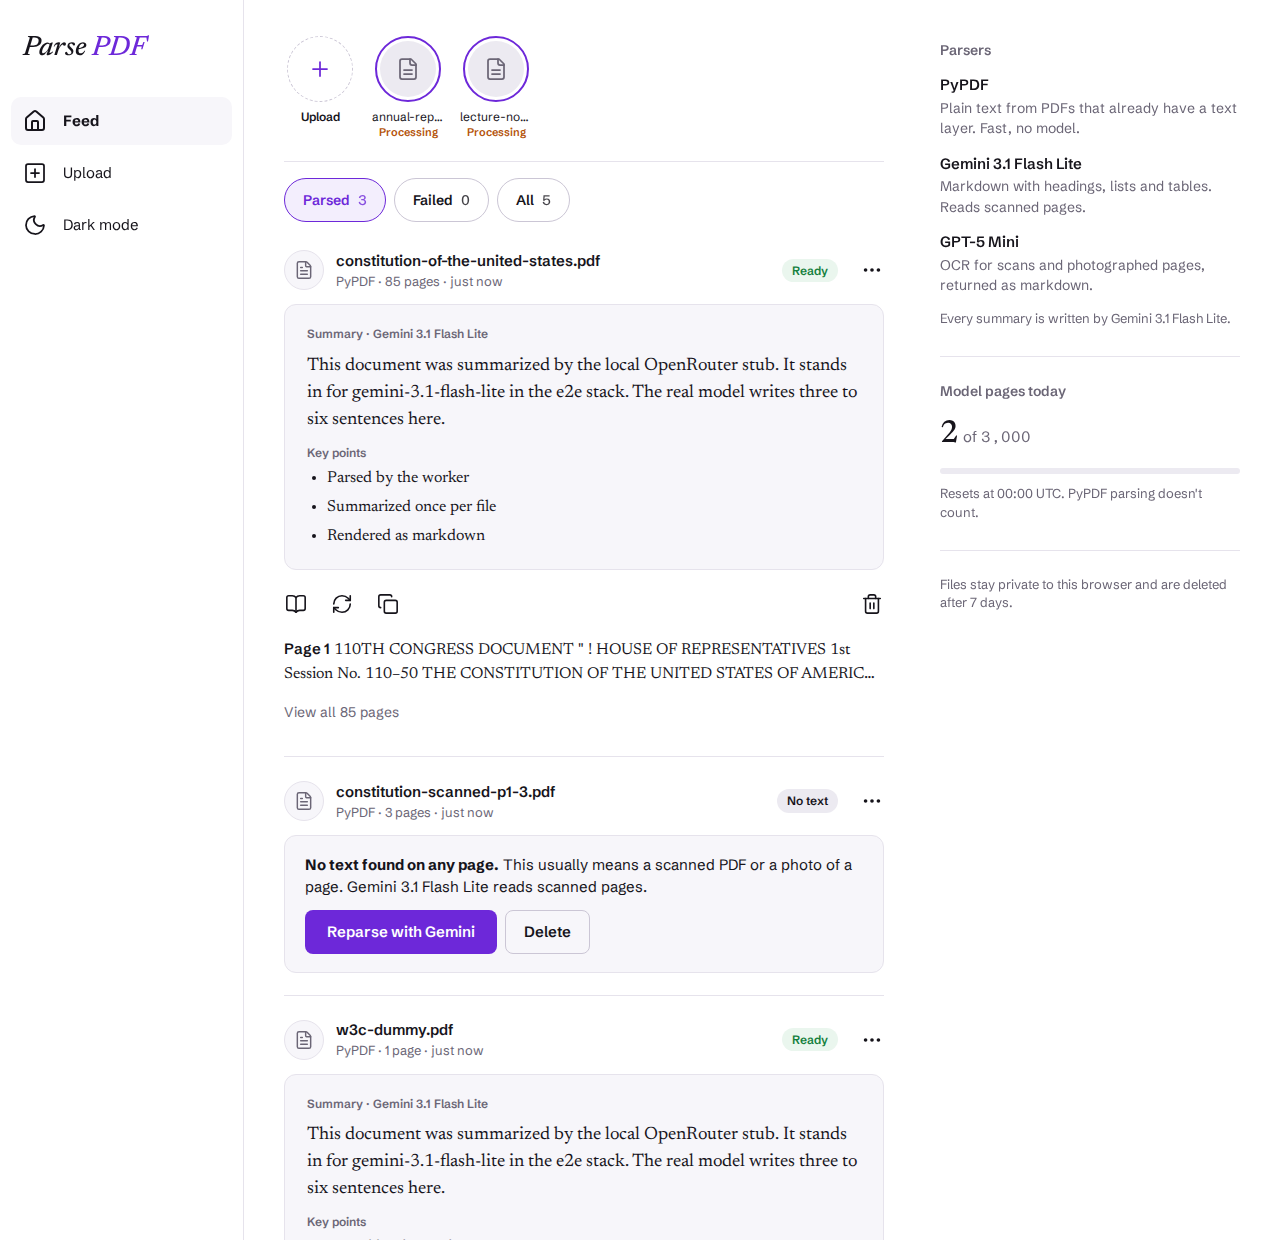 Parse PDF
Feed
Upload
Dark mode
Upload
annual-rep...
Processing
lecture-no...
Processing
Parsed 3
Failed 0
All 5
constitution-of-the-united-states.pdf
PyPDF · 85 pages · just now
Ready
Summary · Gemini 3.1 Flash Lite
This document was summarized by the local OpenRouter stub. It stands
in for gemini-3.1-flash-lite in the e2e stack. The real model writes three to
six sentences here.
Key points
• Parsed by the worker
• Summarized once per file
• Rendered as markdown
Page 1 110TH CONGRESS DOCUMENT " ! HOUSE OF REPRESENTATIVES 1st
Session No. 110–50 THE CONSTITUTION OF THE UNITED STATES OF AMERIC...
View all 85 pages
constitution-scanned-p1-3.pdf
PyPDF · 3 pages · just now
No text
No text found on any page. This usually means a scanned PDF or a photo of a
page. Gemini 3.1 Flash Lite reads scanned pages.
Reparse with Gemini
Delete
w3c-dummy.pdf
PyPDF · 1 page · just now
Ready
Summary · Gemini 3.1 Flash Lite
This document was summarized by the local OpenRouter stub. It stands
in for gemini-3.1-flash-lite in the e2e stack. The real model writes three to
six sentences here.
Key points
Parsers
PyPDF
Plain text from PDFs that already have a text
layer. Fast, no model.
Gemini 3.1 Flash Lite
Markdown with headings, lists and tables.
Reads scanned pages.
GPT-5 Mini
OCR for scans and photographed pages,
returned as markdown.
Every summary is written by Gemini 3.1 Flash Lite.
Model pages today
2 of 3,000
Resets at 00:00 UTC. PyPDF parsing doesn't
count.
Files stay private to this browser and are deleted
after 7 days.